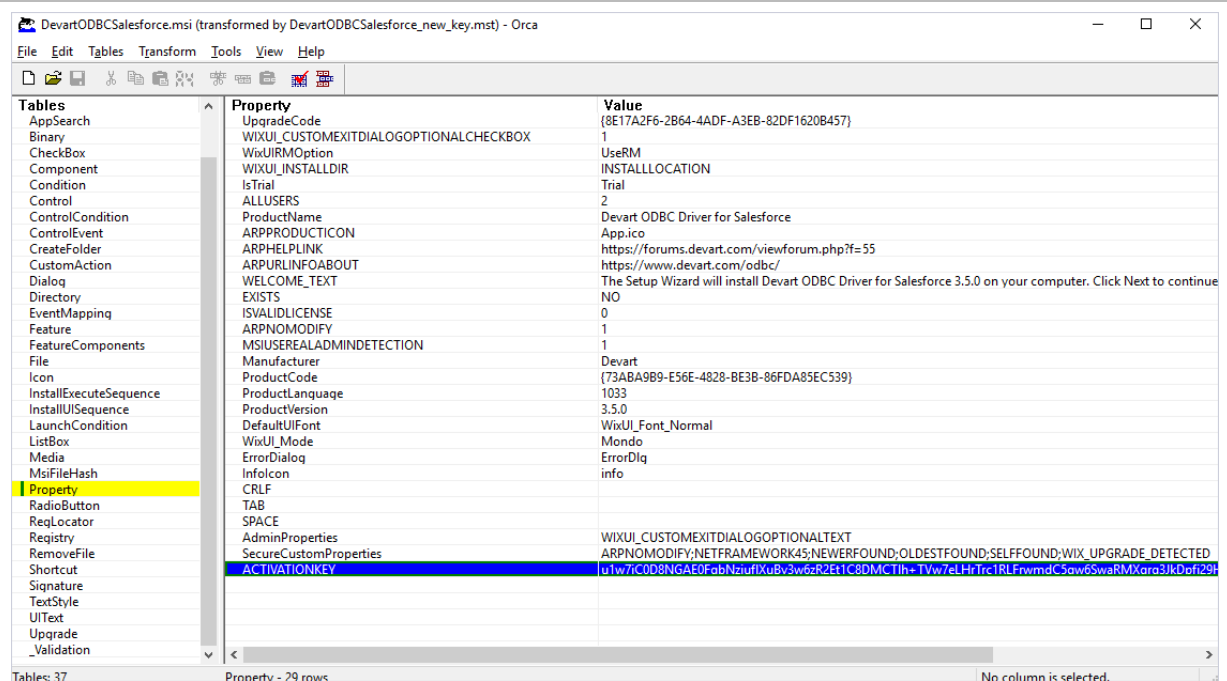 DevartODBCSalesforce.msi (transformed by DevartODBCSalesforce_new_key.mst) - Orca
File Edit Tables Transform Tools View Help
Tables Property Value
AppSearch UpgradeCode {8E17A2F6-2B64-4ADF-A3EB-82DF1620B457}
Binary WIXUI_CUSTOMEXITDIALOGOPTIONALCHECKBOX 1
CheckBox WixUIRMOption UseRM
Component WIXUI_INSTALLDIR INSTALLLOCATION
Condition IsTrial Trial
Control ALLUSERS 2
ControlCondition ProductName Devart ODBC Driver for Salesforce
ControlEvent ARPPRODUCTICON App.ico
CreateFolder ARPHELPLINK https://forums.devart.com/viewforum.php?f=55
CustomAction ARPURLINFOABOUT https://www.devart.com/odbc/
Dialog WELCOME_TEXT The Setup Wizard will install Devart ODBC Driver for Salesforce 3.5.0 on your computer. Click Next to continue
Directory EXISTS NO
EventMapping ISVALIDLICENSE 0
Feature ARPNOMODIFY 1
FeatureComponents MSIUSEREALADMINDETECTION 1
File Manufacturer Devart
Icon ProductCode {73ABA9B9-E56E-4828-BE3B-86FDA85EC539}
InstallExecuteSequence ProductLanguage 1033
InstallUISequence ProductVersion 3.5.0
LaunchCondition DefaultUIFont WixUI_Font_Normal
ListBox WixUI_Mode Mondo
Media ErrorDialog ErrorDlg
MsiFileHash InfoIcon info
Property CRLF
RadioButton TAB
RegLocator SPACE
Registry AdminProperties WIXUI_CUSTOMEXITDIALOGOPTIONALTEXT
RemoveFile SecureCustomProperties ARPNOMODIFY;NETFRAMEWORK45;NEWERFOUND;OLDESTFOUND;SELFFOUND;WIX_UPGRADE_DETECTED
Shortcut ACTIVATIONKEY
Signature
TextStyle
UIText
Upgrade
_Validation
Tables: 37 Property - 29 rows No column is selected.